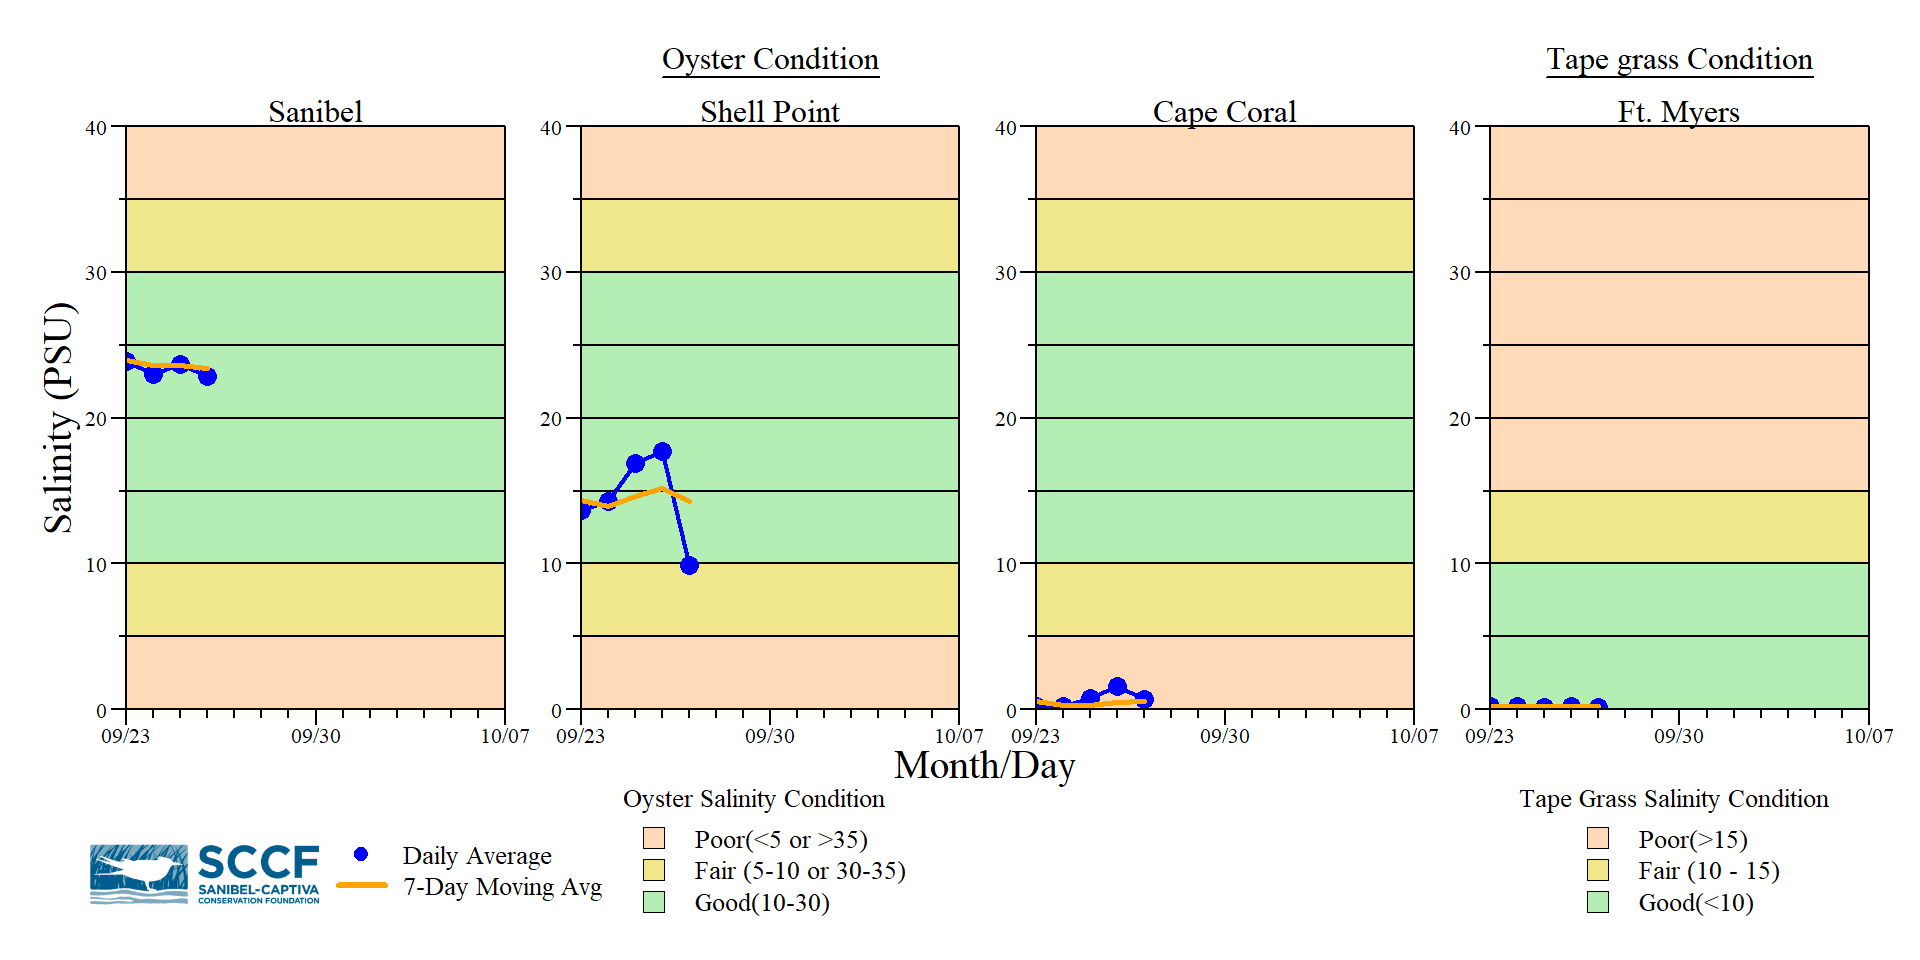 Oyster Condition
Tape grass Condition
Sanibel
Shell Point
Cape Coral
Ft. Myers
Salinity (PSU)
40
30
20
10
0
09/23
09/30
10/07
40
30
20
10
0
09/23
09/30
10/07
40
30
20
10
0
09/23
09/30
10/07
40
30
20
10
0
09/23
09/30
10/07
Month/Day
SCCF
SANIBEL-CAPTIVA
CONSERVATION FOUNDATION
Daily Average
7-Day Moving Avg
Oyster Salinity Condition
Poor(<5 or >35)
Fair (5-10 or 30-35)
Good(10-30)
Tape Grass Salinity Condition
Poor(>15)
Fair (10 - 15)
Good(<10)